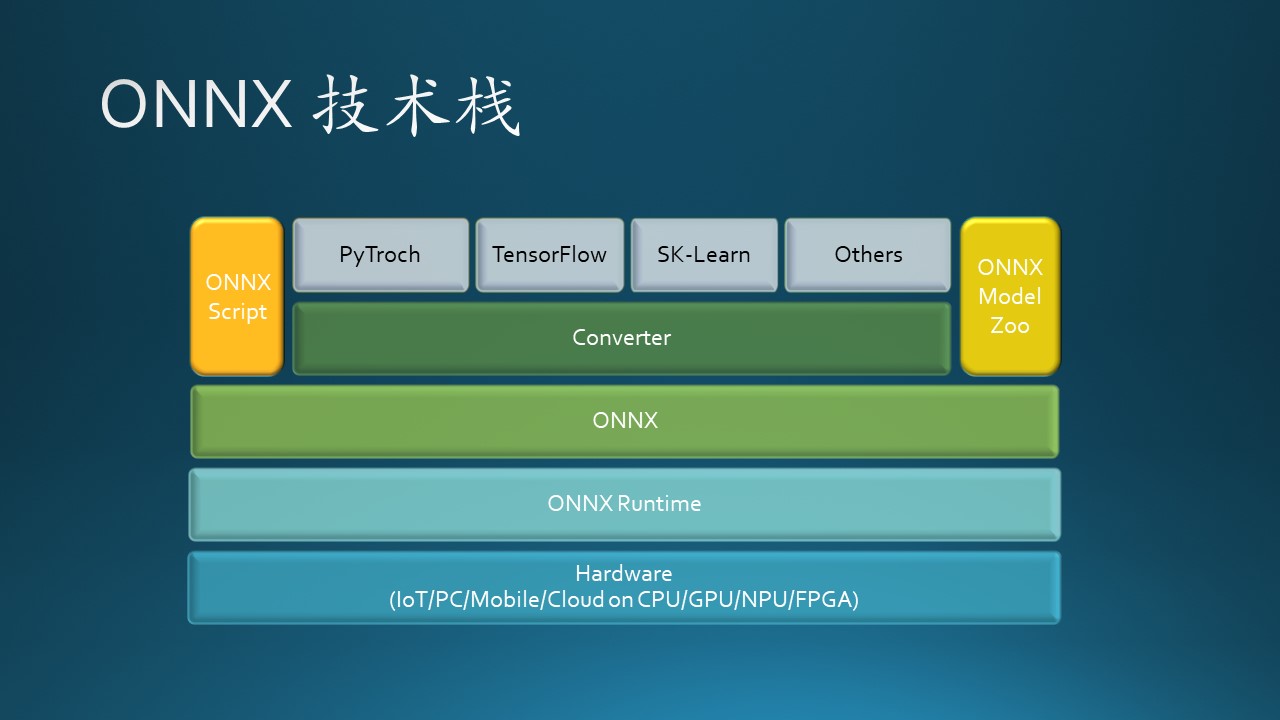 ONNX 技术栈
ONNX
Script
PyTroch
TensorFlow
SK-Learn
Others
ONNX
Model
Zoo
Converter
ONNX
ONNX Runtime
Hardware
(IoT/PC/Mobile/Cloud on CPU/GPU/NPU/FPGA)